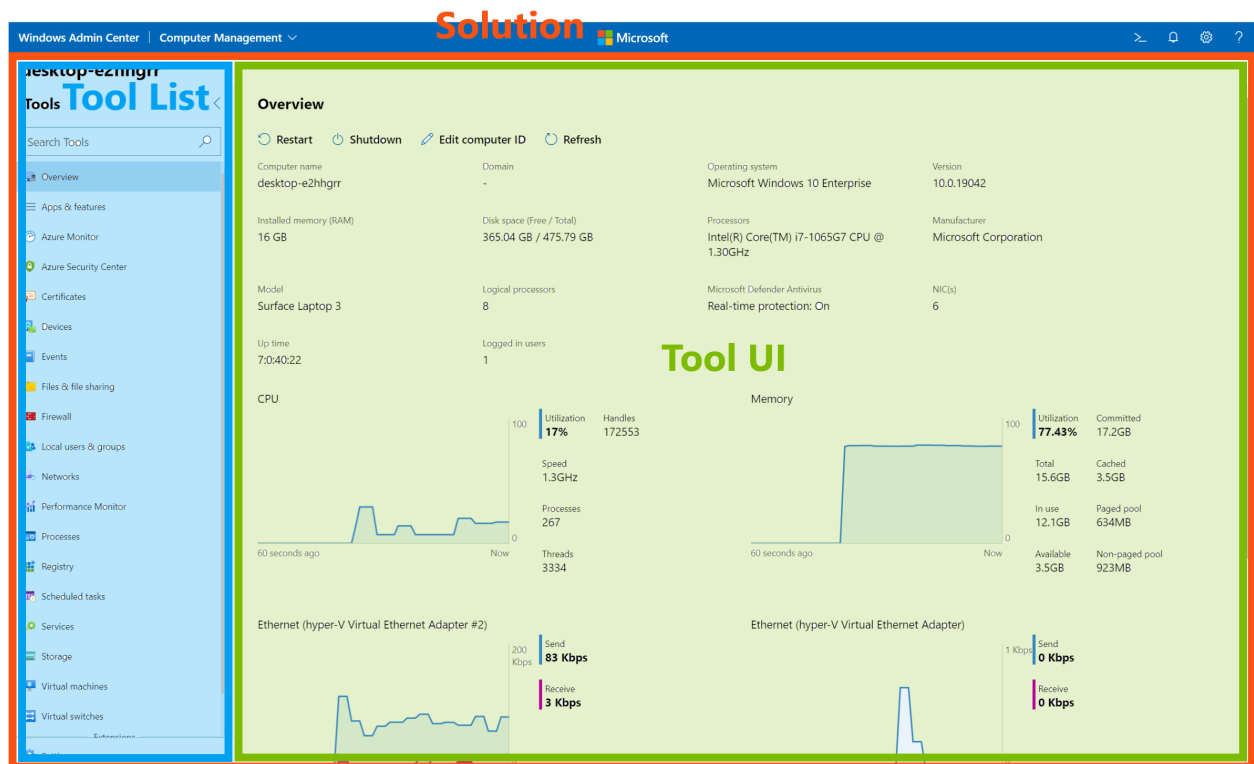 Solution
Windows Admin Center | Computer Management
Microsoft
?
desktop-e2hhgrr
Tools
Tool List
Search Tools
Overview
Apps & features
Azure Monitor
Azure Security Center
Certificates
Devices
Events
Files & file sharing
Firewall
Local users & groups
Networks
Performance Monitor
Processes
Registry
Scheduled tasks
Services
Storage
Virtual machines
Virtual switches
Extensions
Overview
Restart Shutdown Edit computer ID Refresh
Computer name Domain Operating system Version
desktop-e2hhgrr - Microsoft Windows 10 Enterprise 10.0.19042
Installed memory (RAM) Disk space (Free / Total) Processors Manufacturer
16 GB 365.04 GB / 475.79 GB Intel(R) Core(TM) i7-1065G7 CPU @ Microsoft Corporation
1.30GHz
Model Logical processors Microsoft Defender Antivirus NIC(s)
Surface Laptop 3 8 Real-time protection: On 6
Up time Logged in users
7:0:40:22 1
Tool UI
CPU
100
Utilization Handles
17% 172553
Speed
1.3GHz
Processes
267
0
60 seconds ago Now
Threads
3334
Memory
100
Utilization Committed
77.43% 17.2GB
Total Cached
15.6GB 3.5GB
In use Paged pool
12.1GB 634MB
0
60 seconds ago Now
Available Non-paged pool
3.5GB 923MB
Ethernet (hyper-V Virtual Ethernet Adapter #2)
200
Kbps
Send
83 Kbps
Receive
3 Kbps
Ethernet (hyper-V Virtual Ethernet Adapter)
1 Kbps
Send
0 Kbps
Receive
0 Kbps